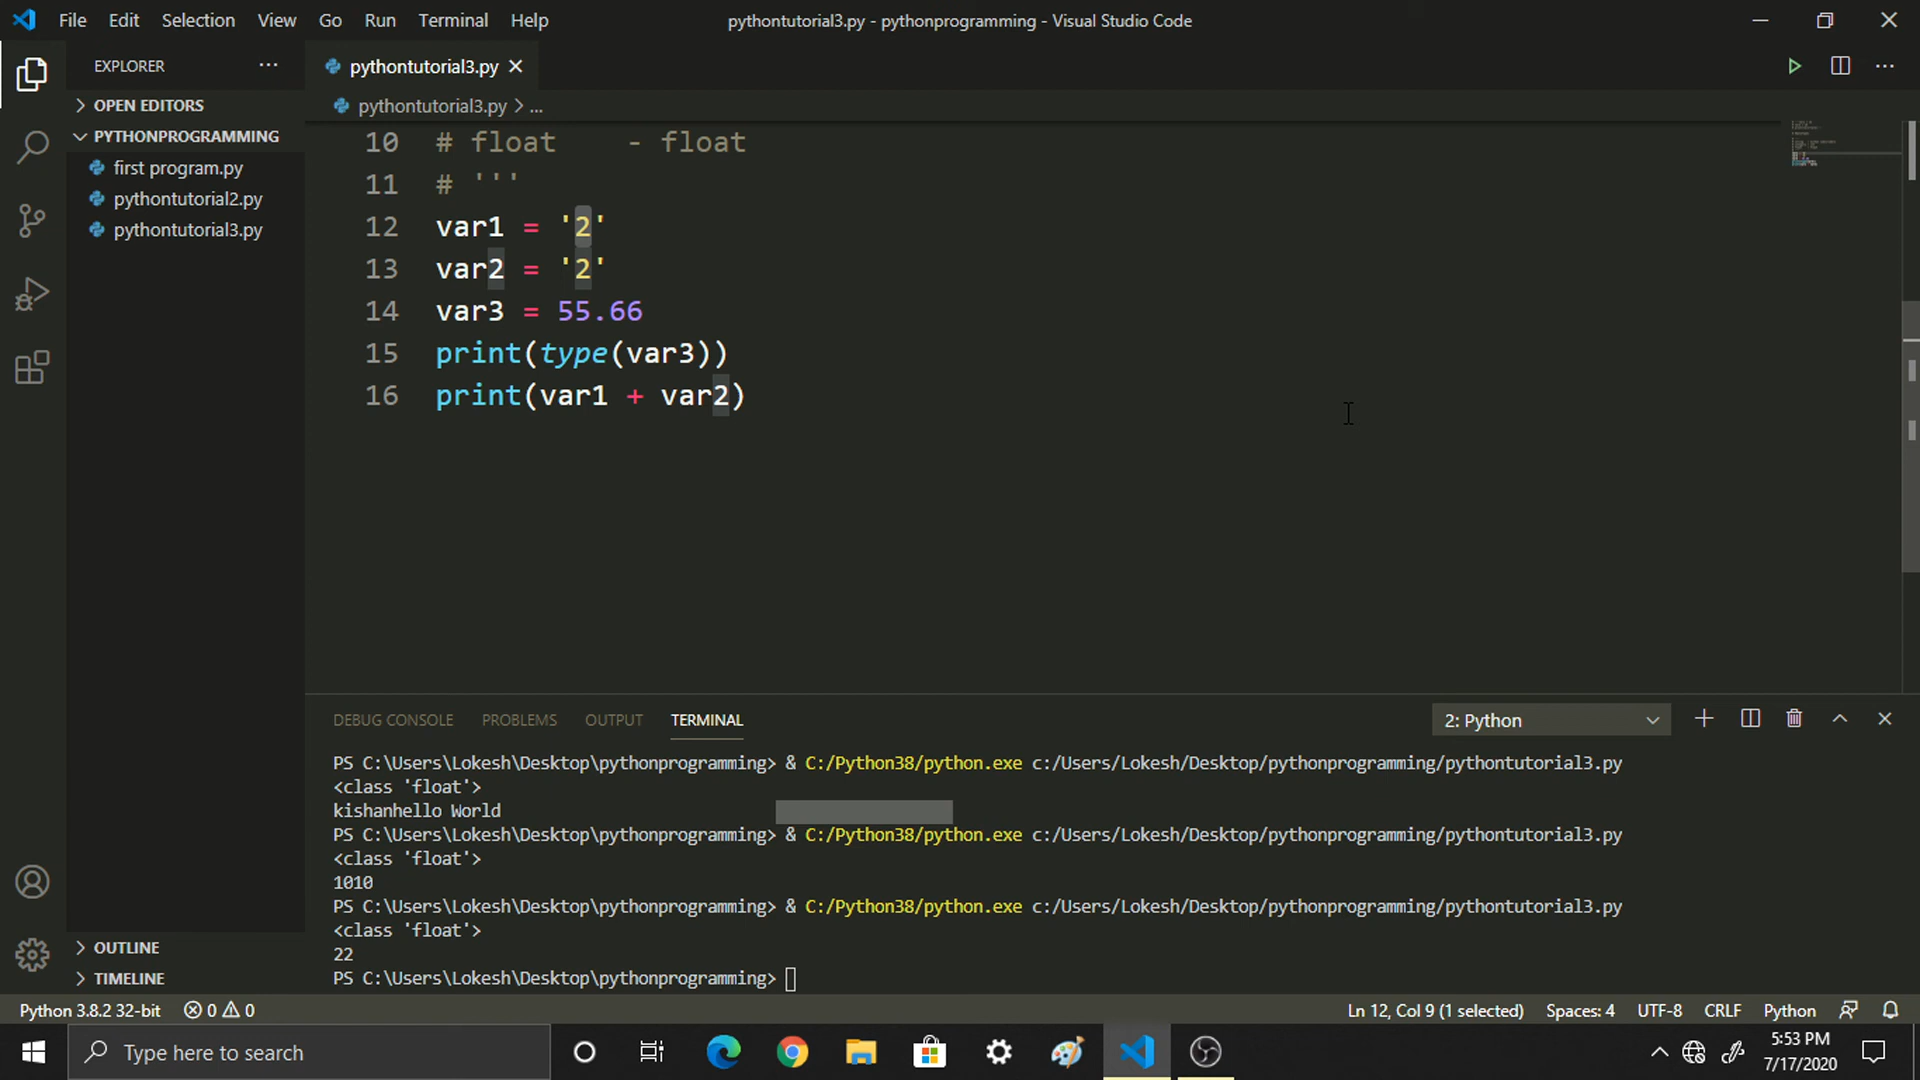 File Edit Selection View Go Run Terminal Help
pythontutorial3.py - pythonprogramming - Visual Studio Code
EXPLORER ···
OPEN EDITORS
PYTHONPROGRAMMING
first program.py
pythontutorial2.py
pythontutorial3.py
OUTLINE
TIMELINE
pythontutorial3.py
pythontutorial3.py > ...
10 # float - float
11 # '''
12 var1 = '2'
13 var2 = '2'
14 var3 = 55.66
15 print(type(var3))
16 print(var1 + var2)
DEBUG CONSOLE PROBLEMS OUTPUT TERMINAL 2: Python
PS C:\Users\Lokesh\Desktop\pythonprogramming> & C:/Python38/python.exe c:/Users/Lokesh/Desktop/pythonprogramming/pythontutorial3.py
<class 'float'>
kishanhello World
PS C:\Users\Lokesh\Desktop\pythonprogramming> & C:/Python38/python.exe c:/Users/Lokesh/Desktop/pythonprogramming/pythontutorial3.py
<class 'float'>
1010
PS C:\Users\Lokesh\Desktop\pythonprogramming> & C:/Python38/python.exe c:/Users/Lokesh/Desktop/pythonprogramming/pythontutorial3.py
<class 'float'>
22
PS C:\Users\Lokesh\Desktop\pythonprogramming>
Python 3.8.2 32-bit 0 0 Ln 12, Col 9 (1 selected) Spaces: 4 UTF-8 CRLF Python
Type here to search
5:53 PM
7/17/2020